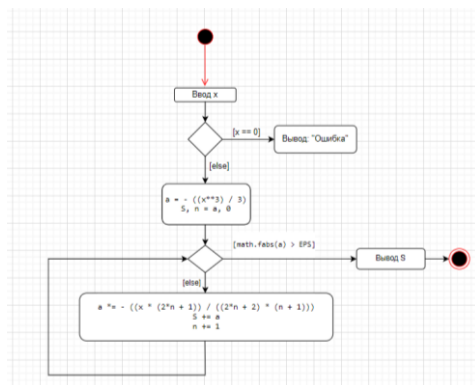 Ввод x
[x == 0]
Вывод: "Ошибка"
[else]
a = - ((x**3) / 3)
S, n = a, 0
[math.fabs(a) > EPS]
Вывод S
[else]
a *= - ((x * (2*n + 1)) / ((2*n + 2) * (n + 1)))
S += a
n += 1